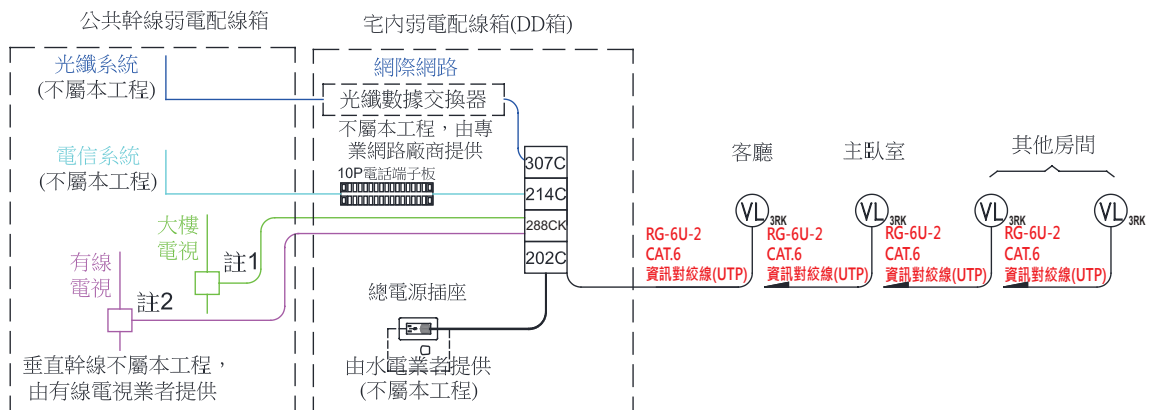 公共幹線弱電配線箱
宅內弱電配線箱(DD箱)
光纖系統
(不屬本工程)
網際網路
光纖數據交換器
不屬本工程，由專
業網路廠商提供
電信系統
(不屬本工程)
10P電話端子板
307C
214C
288CK
202C
大樓
電視
註1
有線
電視
註2
垂直幹線不屬本工程，
由有線電視業者提供
總電源插座
由水電業者提供
(不屬本工程)
客廳
主臥室
其他房間
VL
3RK
VL
3RK
VL
3RK
VL
3RK
RG-6U-2
CAT.6
資訊對絞線(UTP)
RG-6U-2
CAT.6
資訊對絞線(UTP)
RG-6U-2
CAT.6
資訊對絞線(UTP)
RG-6U-2
CAT.6
資訊對絞線(UTP)